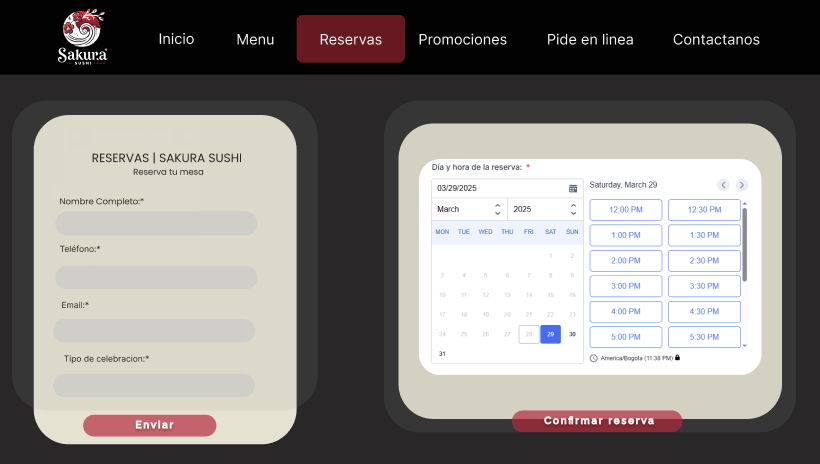 Sakura
SUSHI
Inicio
Menu
Reservas
Promociones
Pide en linea
Contactanos
RESERVAS | SAKURA SUSHI
Reserva tu mesa
Nombre Completo:*
Teléfono:*
Email:*
Tipo de celebracion:*
Enviar
Día y hora de la reserva: *
03/29/2025
March 2025
MON TUE WED THU FRI SAT SUN
1 2
3 4 5 6 7 8 9
10 11 12 13 14 15 16
17 18 19 20 21 22 23
24 25 26 27 28 29 30
31
Saturday, March 29
12:00 PM 12:30 PM
1:00 PM 1:30 PM
2:00 PM 2:30 PM
3:00 PM 3:30 PM
4:00 PM 4:30 PM
5:00 PM 5:30 PM
America/Bogota (11:38 PM)
Confirmar reserva